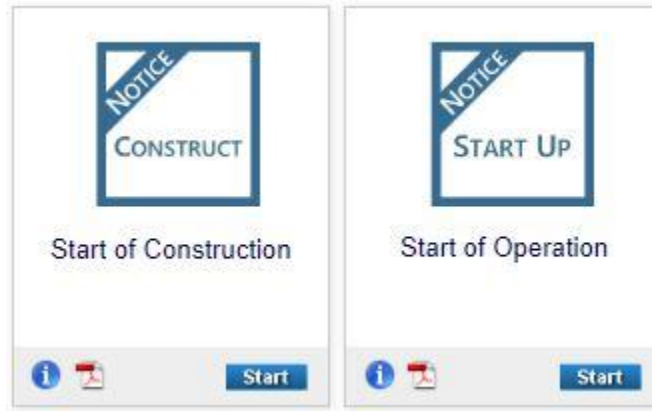 NOTICE
CONSTRUCT
Start of Construction
Start
NOTICE
START UP
Start of Operation
Start